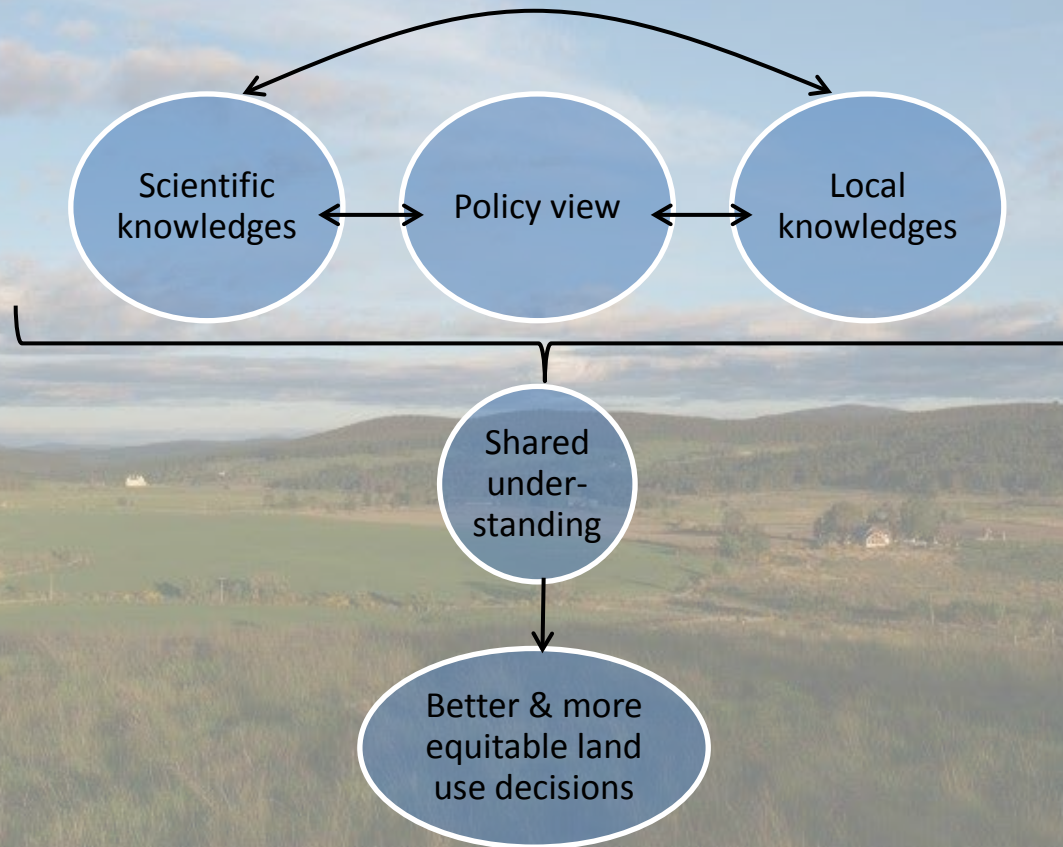 Scientific
knowledges
Policy view
Local
knowledges
Shared
under-
standing
Better & more
equitable land
use decisions